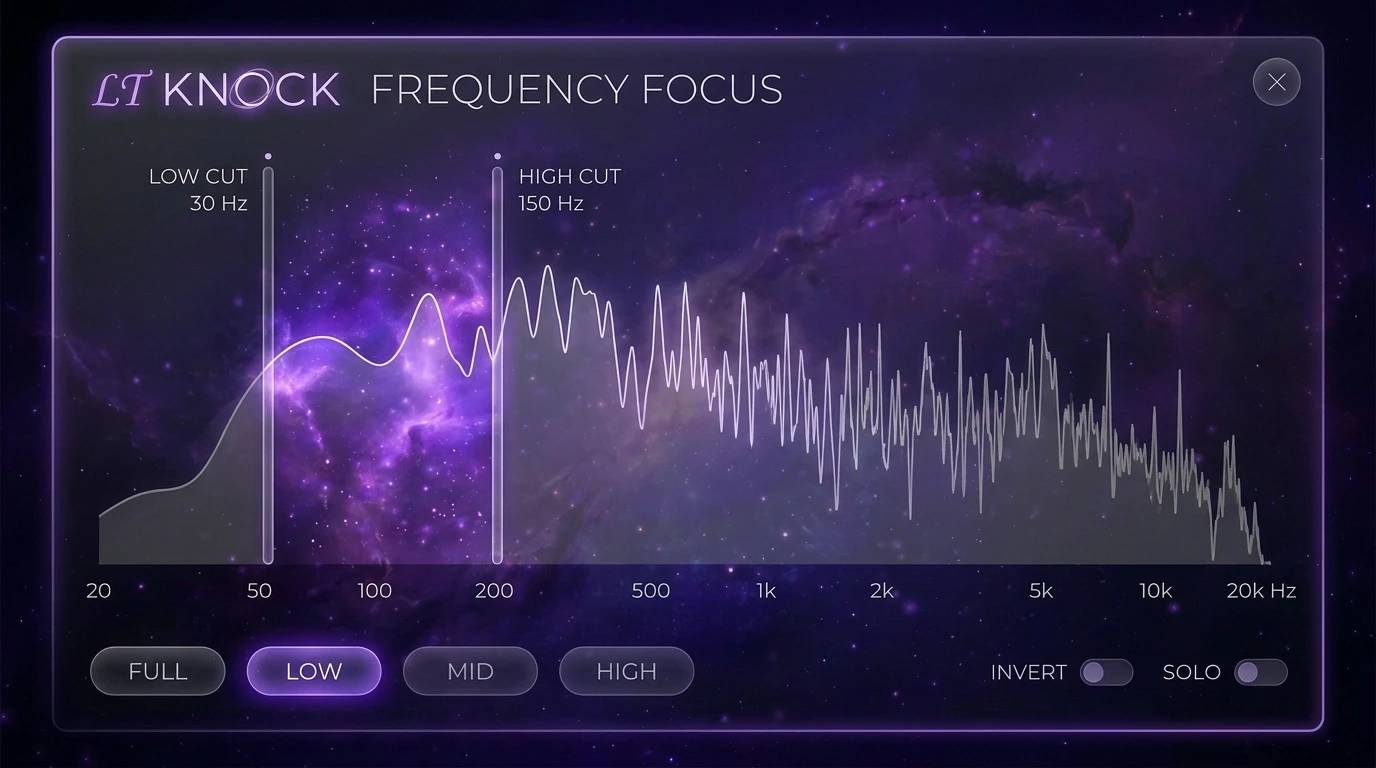 LT KNOCK FREQUENCY FOCUS
LOW CUT
30 Hz
HIGH CUT
150 Hz
20 50 100 200 500 1k 2k 5k 10k 20k Hz
FULL LOW MID HIGH INVERT SOLO